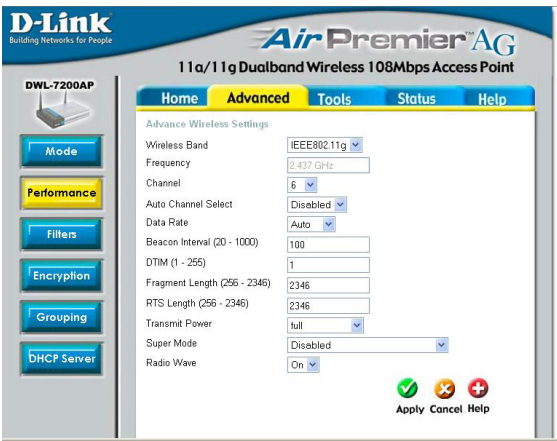 D-Link
Building Networks for People
Air Premier™AG
11a/11g Dualband Wireless 108Mbps Access Point
DWL-7200AP
Home Advanced Tools Status Help
Mode
Performance
Filters
Encryption
Grouping
DHCP Server
Advance Wireless Settings
Wireless Band IEEE802.11g
Frequency 2.437 GHz
Channel 6
Auto Channel Select Disabled
Data Rate Auto
Beacon Interval (20 - 1000) 100
DTIM (1 - 255) 1
Fragment Length (256 - 2346) 2346
RTS Length (256 - 2346) 2346
Transmit Power full
Super Mode Disabled
Radio Wave On
Apply Cancel Help